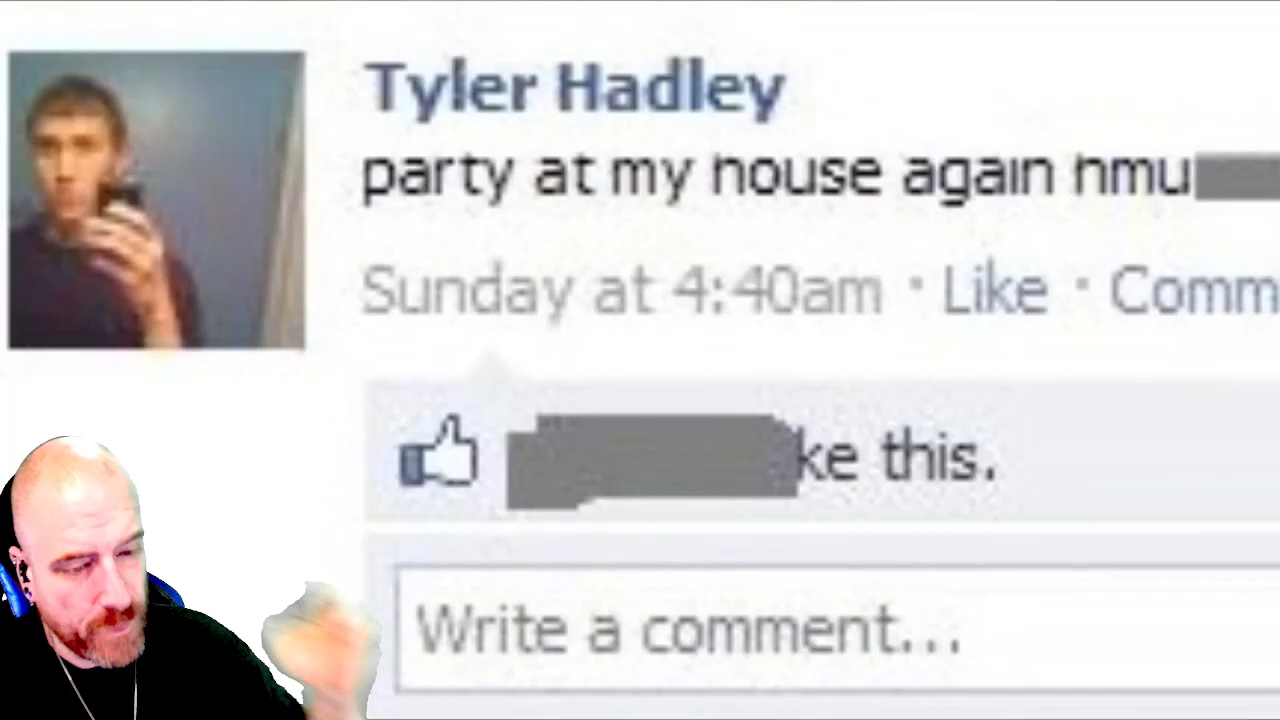 Tyler Hadley
party at my house again hmu
Sunday at 4:40am · Like · Comm
ke this.
Write a comment...